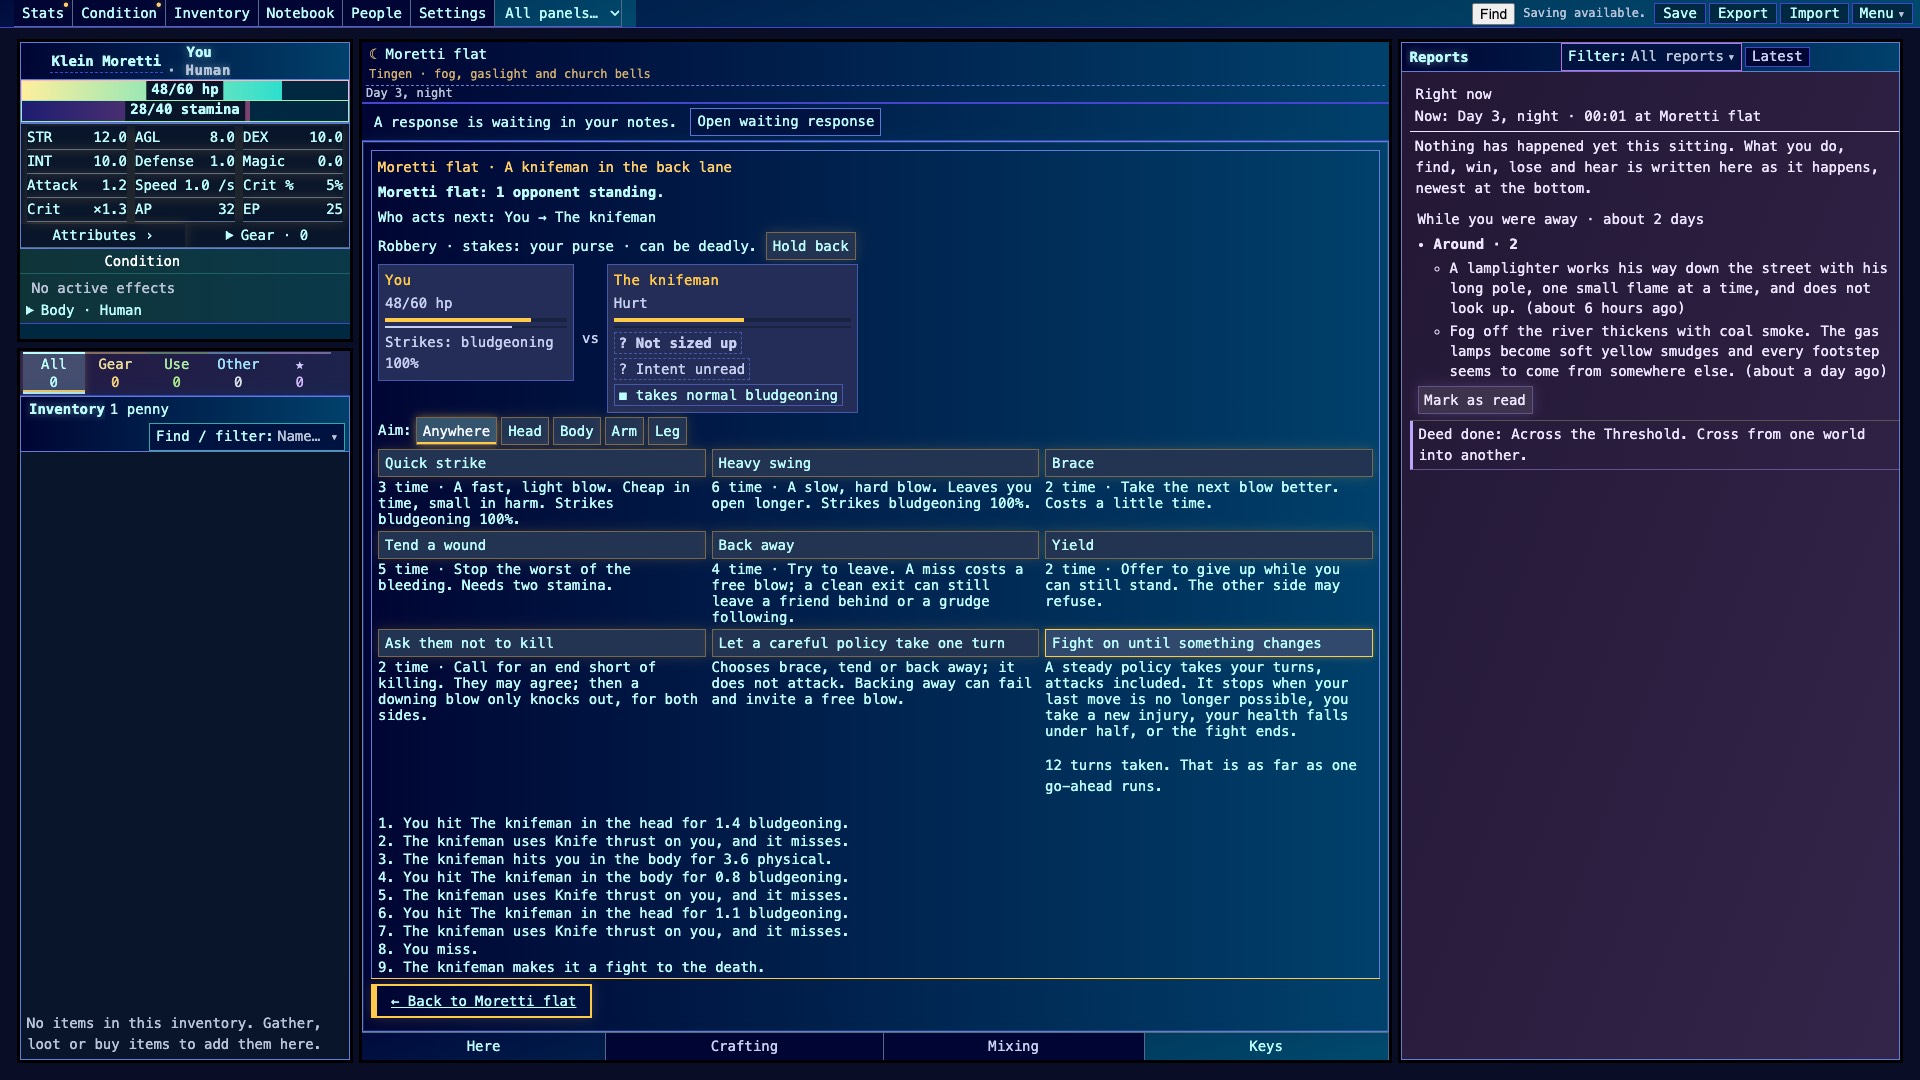 Stats Condition Inventory Notebook People Settings All panels… Find Saving available. Save Export Import Menu ▾
Klein Moretti · You Human
48/60 hp
28/40 stamina
STR 12.0 AGL 8.0 DEX 10.0
INT 10.0 Defense 1.0 Magic 0.0
Attack 1.2 Speed 1.0 /s Crit % 5%
Crit ×1.3 AP 32 EP 25
Attributes › ▶ Gear · 0
Condition
No active effects
▶ Body · Human
All Gear Use Other ★
0 0 0 0 0
Inventory 1 penny
Find / filter: Name… ▾
No items in this inventory. Gather,
loot or buy items to add them here.
☾ Moretti flat
Tingen · fog, gaslight and church bells
Day 3, night
A response is waiting in your notes. Open waiting response
Moretti flat · A knifeman in the back lane
Moretti flat: 1 opponent standing.
Who acts next: You → The knifeman
Robbery · stakes: your purse · can be deadly. Hold back
You
48/60 hp
Strikes: bludgeoning
100%
vs
The knifeman
Hurt
? Not sized up
? Intent unread
■ takes normal bludgeoning
Aim: Anywhere Head Body Arm Leg
Quick strike
3 time · A fast, light blow. Cheap in
time, small in harm. Strikes
bludgeoning 100%.
Heavy swing
6 time · A slow, hard blow. Leaves you
open longer. Strikes bludgeoning 100%.
Brace
2 time · Take the next blow better.
Costs a little time.
Tend a wound
5 time · Stop the worst of the
bleeding. Needs two stamina.
Back away
4 time · Try to leave. A miss costs a
free blow; a clean exit can still
leave a friend behind or a grudge
following.
Yield
2 time · Offer to give up while you
can still stand. The other side may
refuse.
Ask them not to kill
2 time · Call for an end short of
killing. They may agree; then a
downing blow only knocks out, for both
sides.
Let a careful policy take one turn
Chooses brace, tend or back away; it
does not attack. Backing away can fail
and invite a free blow.
Fight on until something changes
A steady policy takes your turns,
attacks included. It stops when your
last move is no longer possible, you
take a new injury, your health falls
under half, or the fight ends.
12 turns taken. That is as far as one
go-ahead runs.
1. You hit The knifeman in the head for 1.4 bludgeoning.
2. The knifeman uses Knife thrust on you, and it misses.
3. The knifeman hits you in the body for 3.6 physical.
4. You hit The knifeman in the body for 0.8 bludgeoning.
5. The knifeman uses Knife thrust on you, and it misses.
6. You hit The knifeman in the head for 1.1 bludgeoning.
7. The knifeman uses Knife thrust on you, and it misses.
8. You miss.
9. The knifeman makes it a fight to the death.
← Back to Moretti flat
Here Crafting Mixing Keys
Reports Filter: All reports ▾ Latest
Right now
Now: Day 3, night · 00:01 at Moretti flat
Nothing has happened yet this sitting. What you do,
find, win, lose and hear is written here as it happens,
newest at the bottom.
While you were away · about 2 days
• Around · 2
◦ A lamplighter works his way down the street with his
long pole, one small flame at a time, and does not
look up. (about 6 hours ago)
◦ Fog off the river thickens with coal smoke. The gas
lamps become soft yellow smudges and every footstep
seems to come from somewhere else. (about a day ago)
Mark as read
Deed done: Across the Threshold. Cross from one world
into another.